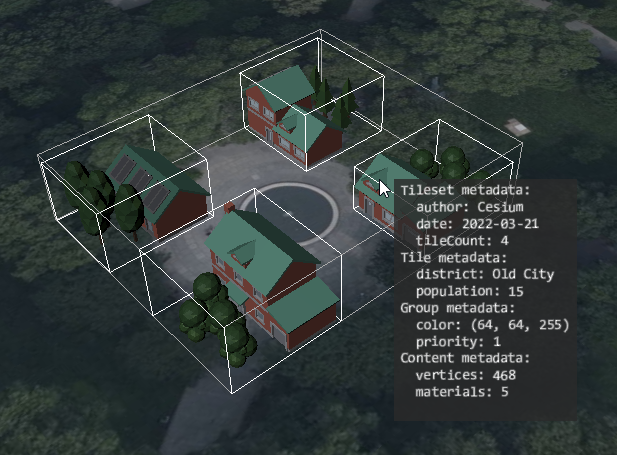 Tileset metadata:
author: Cesium
date: 2022-03-21
tileCount: 4
Tile metadata:
district: Old City
population: 15
Group metadata:
color: (64, 64, 255)
priority: 1
Content metadata:
vertices: 468
materials: 5